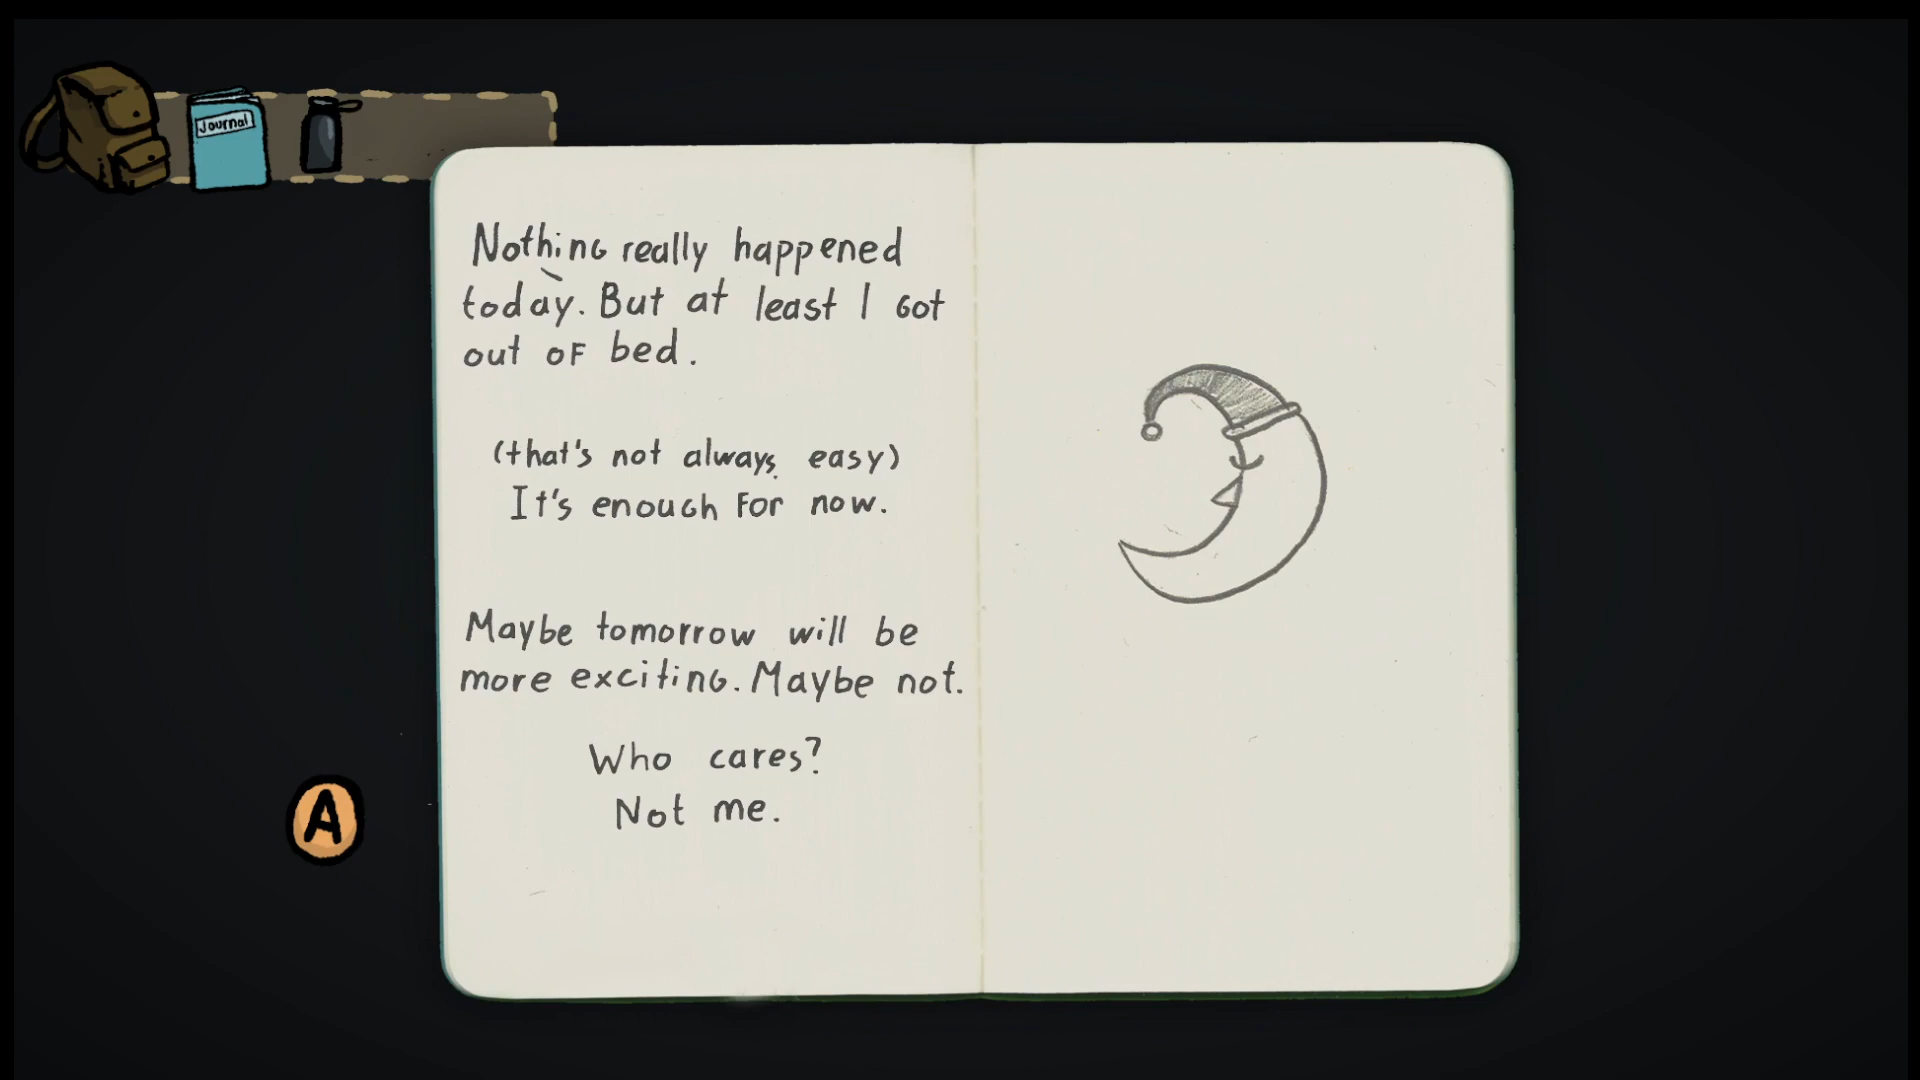 Journal
Nothing really happened
today. But at least I got
out of bed.
(that's not always easy)
It's enough for now.
Maybe tomorrow will be
more exciting. Maybe not.
Who cares?
Not me.
A